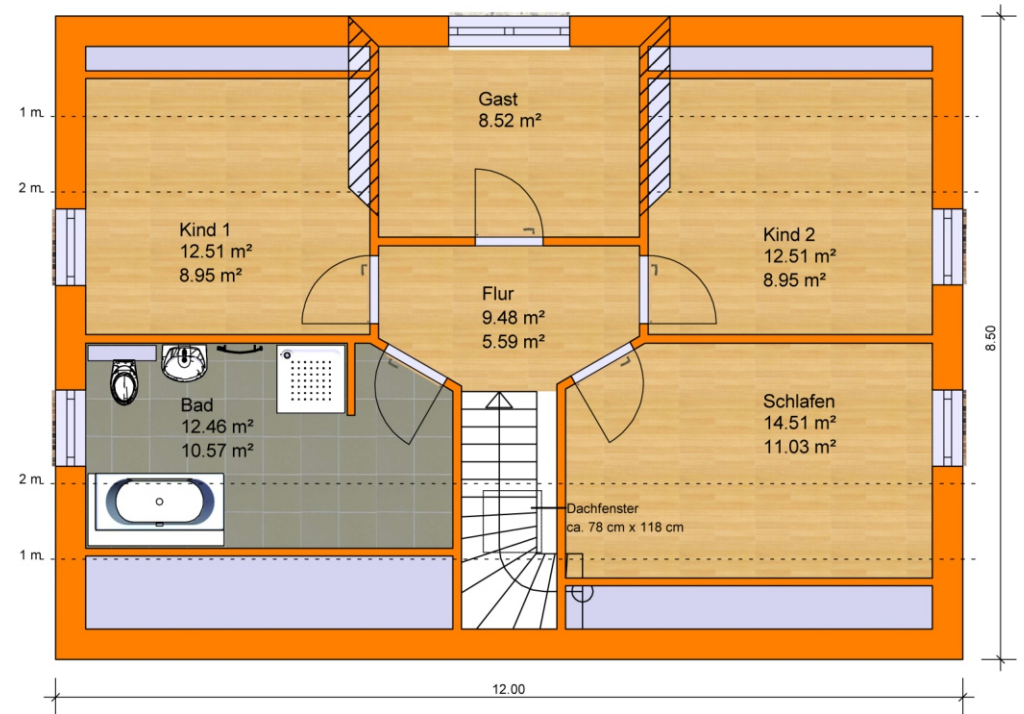 Gast
8.52 m²
1 m.
2 m.
Kind 1
12.51 m²
8.95 m²
Kind 2
12.51 m²
8.95 m²
Flur
9.48 m²
5.59 m²
8.50
Bad
12.46 m²
10.57 m²
Schlafen
14.51 m²
11.03 m²
2 m.
Dachfenster
ca. 78 cm x 118 cm
1 m.
12.00